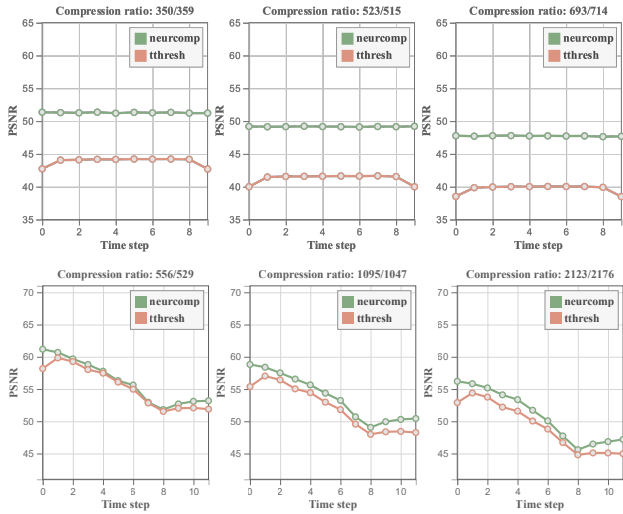 Compression ratio: 350/359
65
60
55
50
45
40
35
PSNR
neurcomp
tthresh
0
2
4
6
8
Time step
Compression ratio: 523/515
65
60
55
50
45
40
35
PSNR
neurcomp
tthresh
0
2
4
6
8
Time step
Compression ratio: 693/714
65
60
55
50
45
40
35
PSNR
neurcomp
tthresh
0
2
4
6
8
Time step
Compression ratio: 556/529
70
65
60
55
50
45
PSNR
neurcomp
tthresh
0
2
4
6
8
10
Time step
Compression ratio: 1095/1047
70
65
60
55
50
45
PSNR
neurcomp
tthresh
0
2
4
6
8
10
Time step
Compression ratio: 2123/2176
70
65
60
55
50
45
PSNR
neurcomp
tthresh
0
2
4
6
8
10
Time step